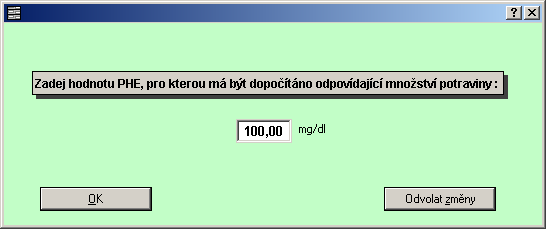 Zadej hodnotu PHE, pro kterou má být dopočítáno odpovídající množství potraviny :
100,00 mg/dl
OK Odvolat změny